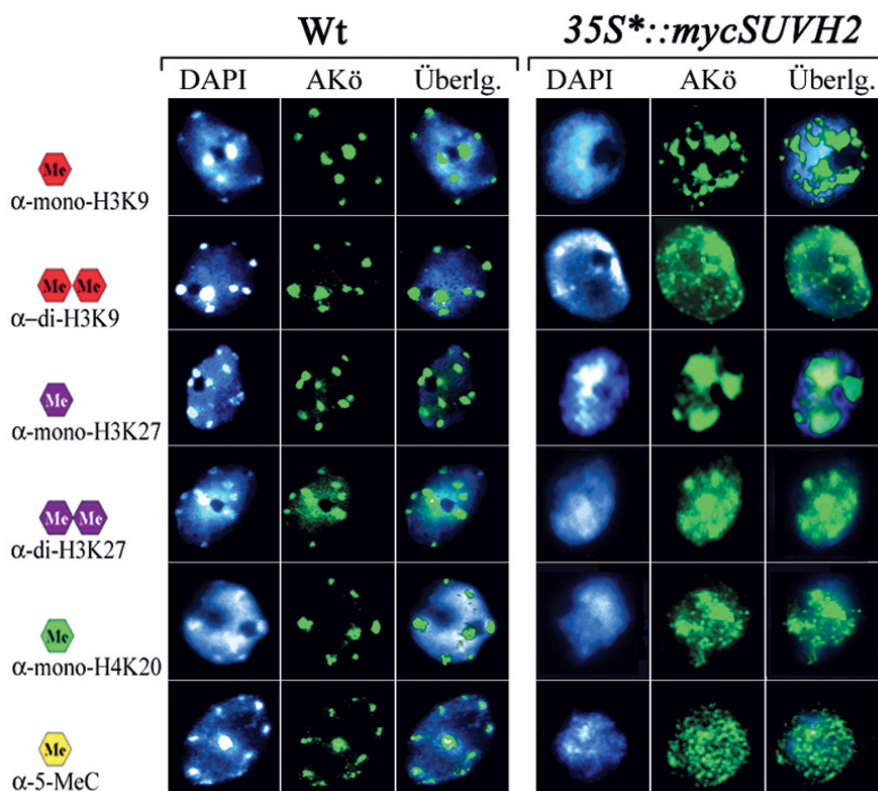 Wt
35S*::mycSUVH2
DAPI AKö Überlg. DAPI AKö Überlg.
Me
α-mono-H3K9
Me Me
α–di-H3K9
Me
α-mono-H3K27
Me Me
α-di-H3K27
Me
α-mono-H4K20
Me
α-5-MeC